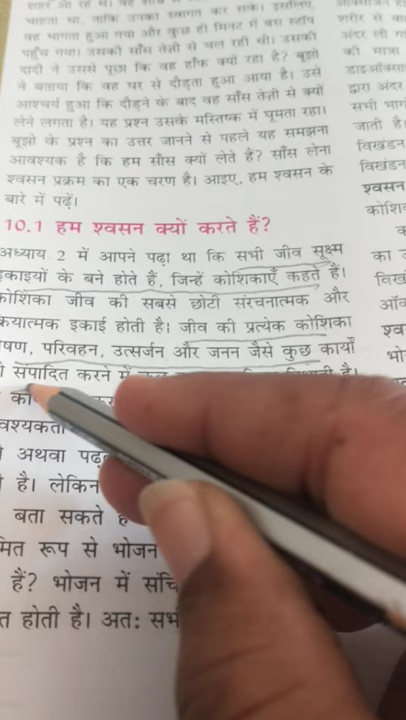 चाहता था, ताकि उनका स्वागत कर सके। इसलिए,
वह भागता हुआ गया और कुछ ही मिनट में बस स्टॉप
पहुँच गया। उसकी साँस तेज़ी से चल रही थी। उसकी
दादी ने उससे पूछा कि वह हाँफ क्यों रहा है? बूझो
ने बताया कि वह घर से दौड़ता हुआ आया है। उसे
आश्चर्य हुआ कि दौड़ने के बाद वह साँस तेज़ी से क्यों
लेने लगता है। यह प्रश्न उसके मस्तिष्क में घूमता रहा।
बूझो के प्रश्न का उत्तर जानने से पहले यह समझना
आवश्यक है कि हम साँस क्यों लेते हैं? साँस लेना
श्वसन प्रक्रम का एक चरण है। आइए, हम श्वसन के
बारे में पढ़ें।
10.1 हम श्वसन क्यों करते हैं?
अध्याय 2 में आपने पढ़ा था कि सभी जीव सूक्ष्म
इकाइयों के बने होते हैं, जिन्हें कोशिकाएँ कहते हैं।
कोशिका जीव की सबसे छोटी संरचनात्मक और
क्रयात्मक इकाई होती है। जीव की प्रत्येक कोशिका
षण, परिवहन, उत्सर्जन और जनन जैसे कुछ कार्यों
संपादित करने में
को
वश्यकता
अथवा पढ़
है। लेकिन
बता सकते
मित रूप से भोजन
हैं? भोजन में संचि
त होती है। अतः सभ
शरीर से बा
अंदर ली ग
की मात्रा
डाइऑक्सा
द्वारा अंदर
सभी भाग
जाती है।
विखंडन
विखंडन
श्वसन
कोशि
का
विख
ऑक
श्व
भो